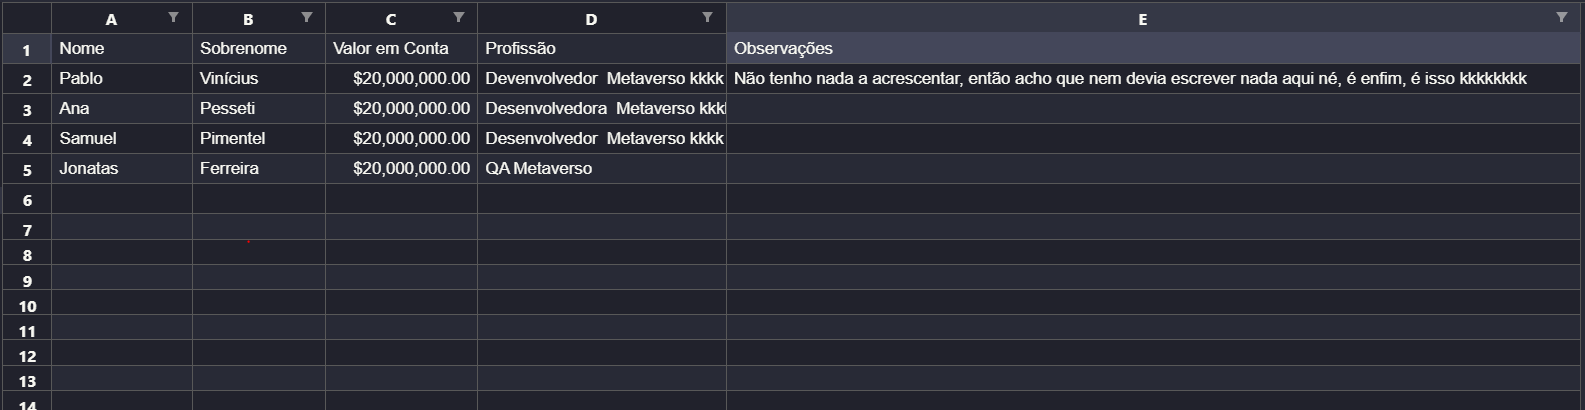 A B C D E
1 Nome Sobrenome Valor em Conta Profissão Observações
2 Pablo Vinícius $20,000,000.00 Devenvolvedor Metaverso kkkk Não tenho nada a acrescentar, então acho que nem devia escrever nada aqui né, é enfim, é isso kkkkkkkk
3 Ana Pesseti $20,000,000.00 Desenvolvedora Metaverso kkkk
4 Samuel Pimentel $20,000,000.00 Desenvolvedor Metaverso kkkk
5 Jonatas Ferreira $20,000,000.00 QA Metaverso
6
7
8
9
10
11
12
13
14